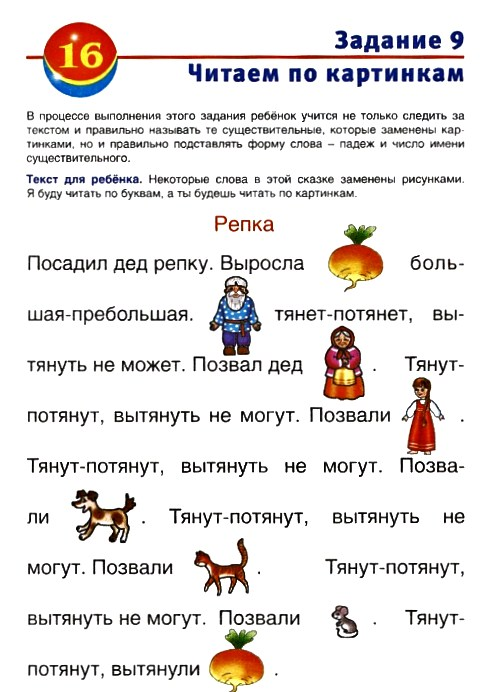 16
Задание 9
Читаем по картинкам
В процессе выполнения этого задания ребёнок учится не только следить за
текстом и правильно называть те существительные, которые заменены кар-
тинками, но и правильно подставлять форму слова – падеж и число имени
существительного.
Текст для ребёнка. Некоторые слова в этой сказке заменены рисунками.
Я буду читать по буквам, а ты будешь читать по картинкам.
Репка
Посадил дед репку. Выросла боль-
шая-пребольшая. тянет-потянет, вы-
тянуть не может. Позвал дед . Тянут-
потянут, вытянуть не могут. Позвали .
Тянут-потянут, вытянуть не могут. Позва-
ли . Тянут-потянут, вытянуть не
могут. Позвали . Тянут-потянут,
вытянуть не могут. Позвали . Тянут-
потянут, вытянули .